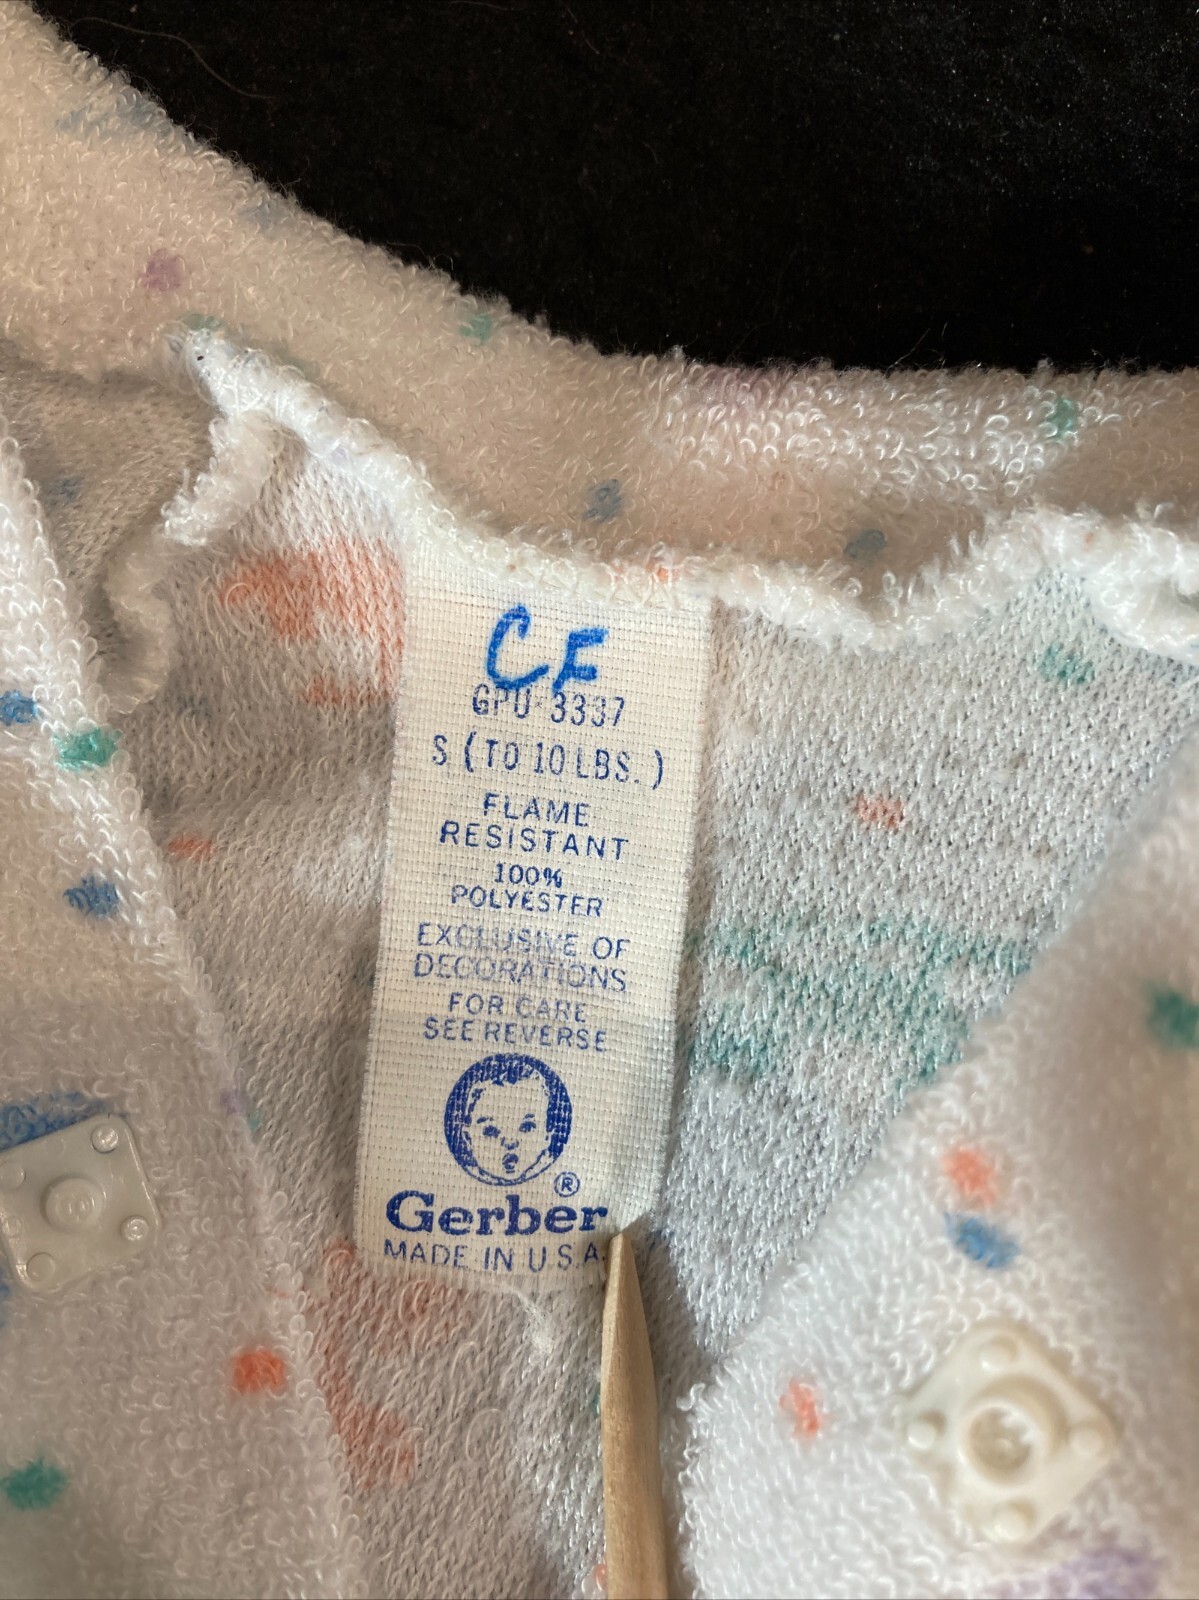 CF
GPU-3337
S (TO 10 LBS.)
FLAME
RESISTANT
100%
POLYESTER
EXCLUSIVE OF
DECORATIONS
FOR CARE
SEE REVERSE
®
Gerber
MADE IN U.S.A.